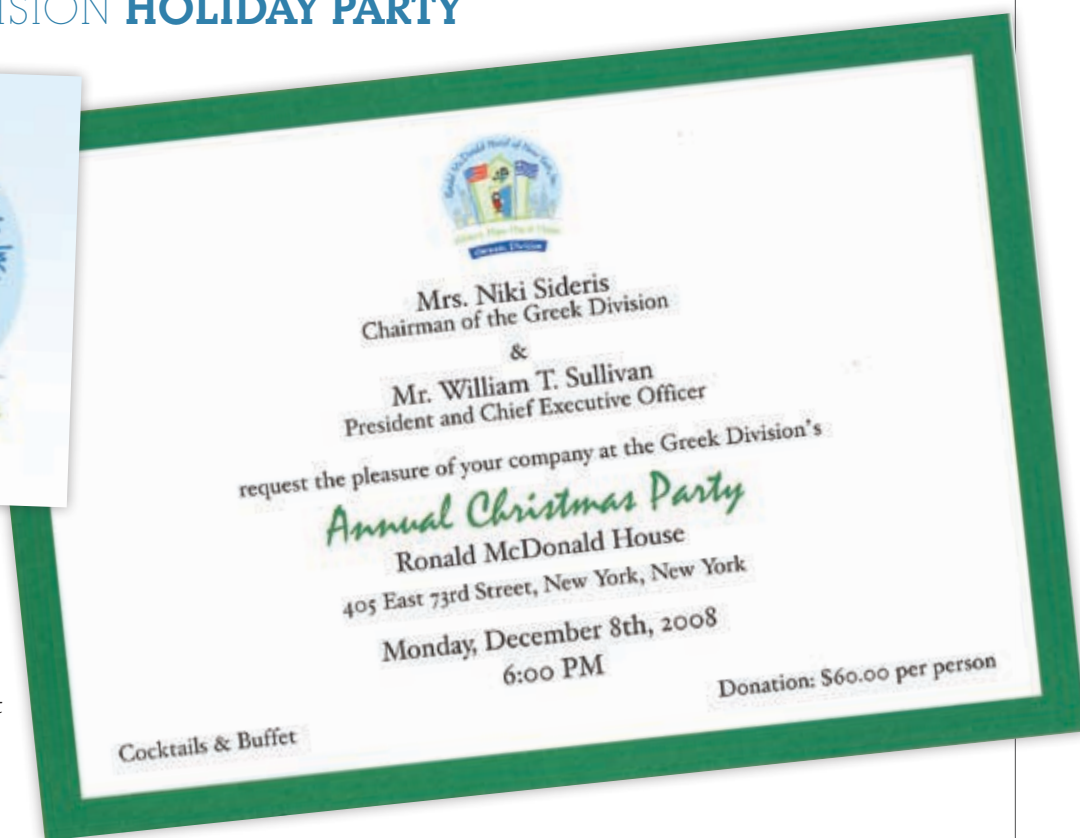 HOLIDAY PARTY
Mrs. Niki Sideris
Chairman of the Greek Division
&
Mr. William T. Sullivan
President and Chief Executive Officer
request the pleasure of your company at the Greek Division's
Annual Christmas Party
Ronald McDonald House
405 East 73rd Street, New York, New York
Monday, December 8th, 2008
6:00 PM
Donation: $60.00 per person
Cocktails & Buffet